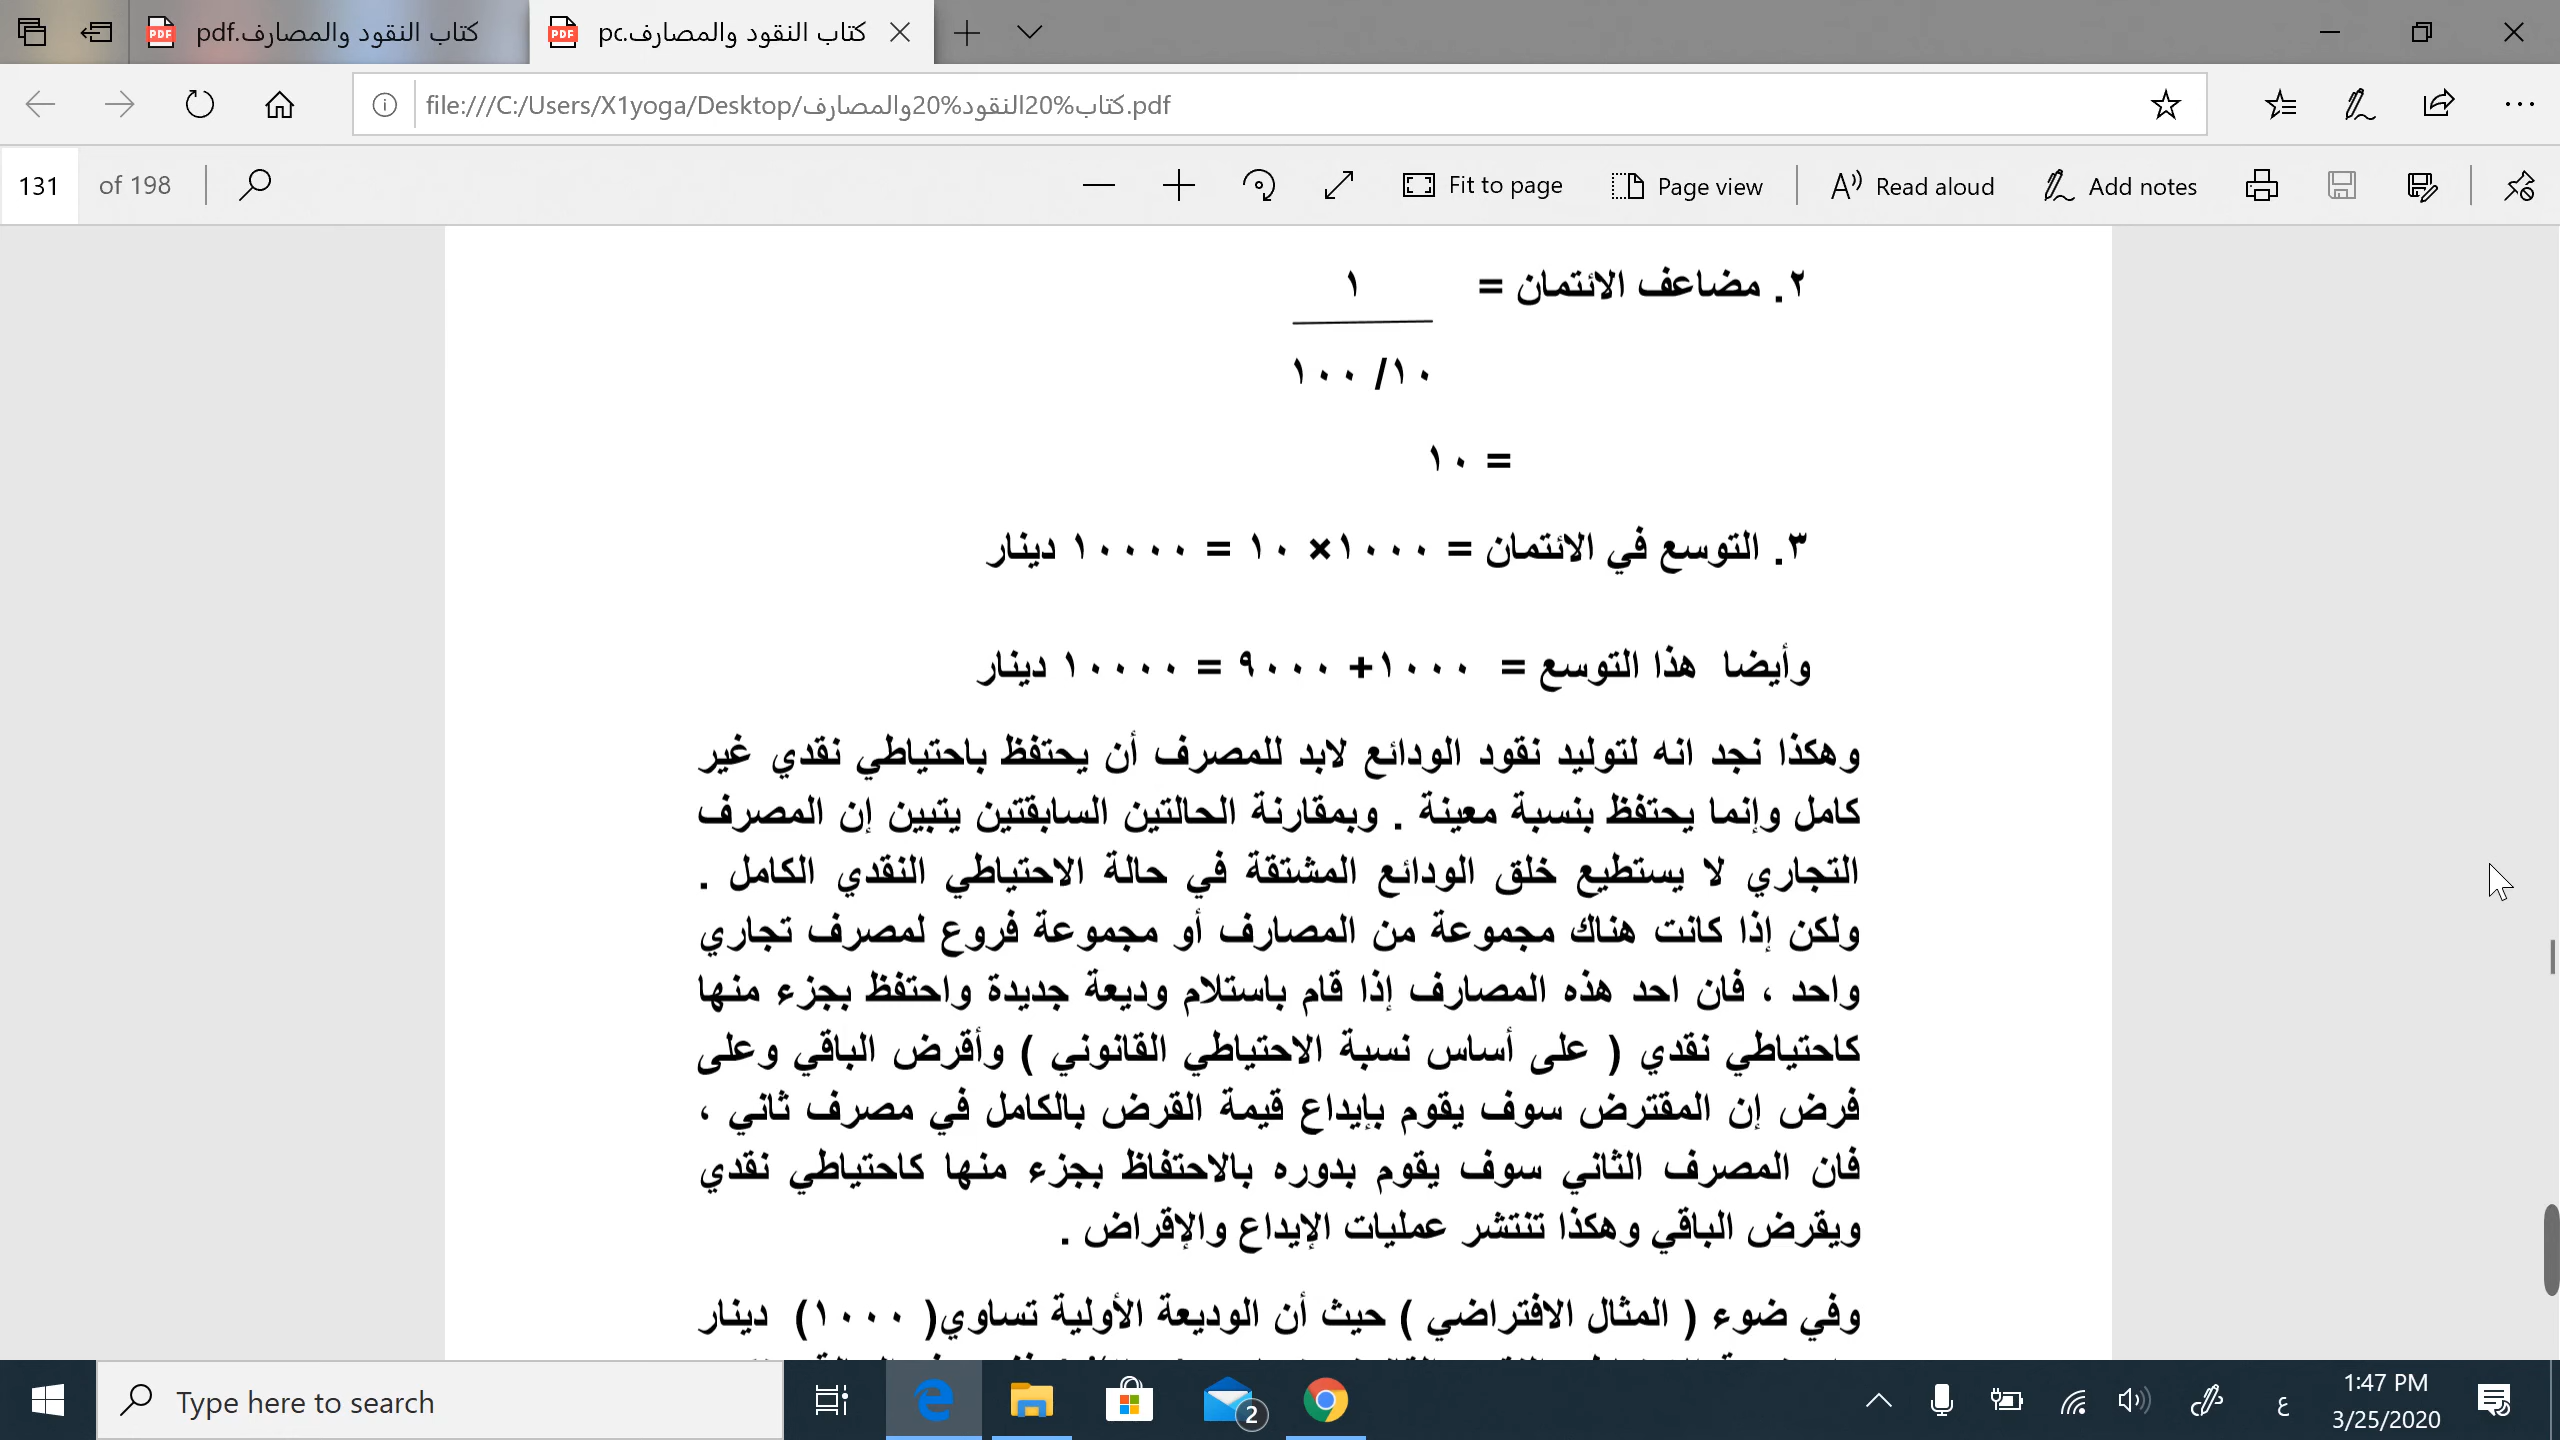 كتاب النقود والمصارف.pdf
كتاب النقود والمصارف.pc
file:///C:/Users/X1yoga/Desktop/كتاب%20النقود%20والمصارف.pdf
131 of 198
Fit to page
Page view
Read aloud
Add notes
٢. مضاعف الائتمان = ١
١٠/ ١٠٠
= ١٠
٣. التوسع في الائتمان = ١٠٠٠× ١٠ = ١٠٠٠٠ دينار
وأيضا هذا التوسع = ١٠٠٠+ ٩٠٠٠ = ١٠٠٠٠ دينار
وهكذا نجد انه لتوليد نقود الودائع لابد للمصرف أن يحتفظ باحتياطي نقدي غير
كامل وإنما يحتفظ بنسبة معينة . وبمقارنة الحالتين السابقتين يتبين إن المصرف
التجاري لا يستطيع خلق الودائع المشتقة في حالة الاحتياطي النقدي الكامل .
ولكن إذا كانت هناك مجموعة من المصارف أو مجموعة فروع لمصرف تجاري
واحد ، فان احد هذه المصارف إذا قام باستلام وديعة جديدة واحتفظ بجزء منها
كاحتياطي نقدي ( على أساس نسبة الاحتياطي القانوني ) وأقرض الباقي وعلى
فرض إن المقترض سوف يقوم بإيداع قيمة القرض بالكامل في مصرف ثاني ،
فان المصرف الثاني سوف يقوم بدوره بالاحتفاظ بجزء منها كاحتياطي نقدي
ويقرض الباقي وهكذا تنتشر عمليات الإيداع والإقراض .
وفي ضوء ( المثال الافتراضي ) حيث أن الوديعة الأولية تساوي( ١٠٠٠) دينار
Type here to search
2
ع
1:47 PM
3/25/2020